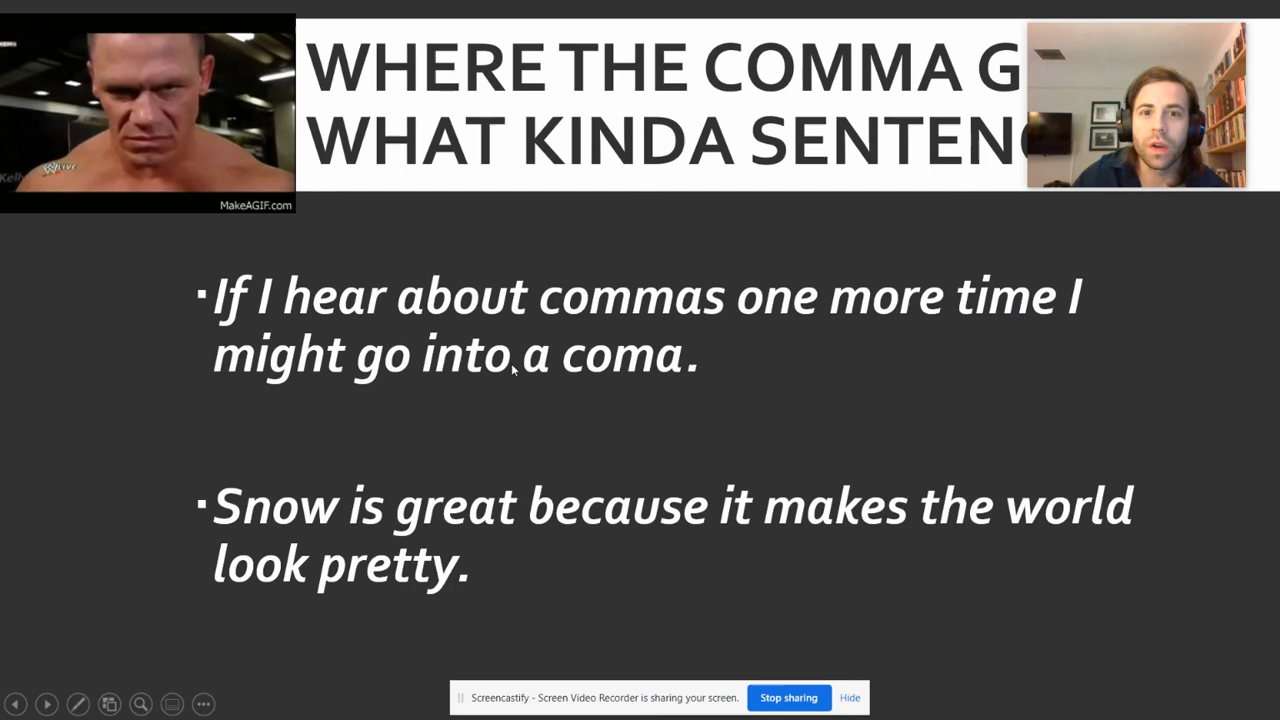 WHERE THE COMMA G
WHAT KINDA SENTEN
LIVE
Kelly
MakeAGIF.com
▪If I hear about commas one more time I
might go into a coma.
▪Snow is great because it makes the world
look pretty.
Screencastify - Screen Video Recorder is sharing your screen. Stop sharing Hide